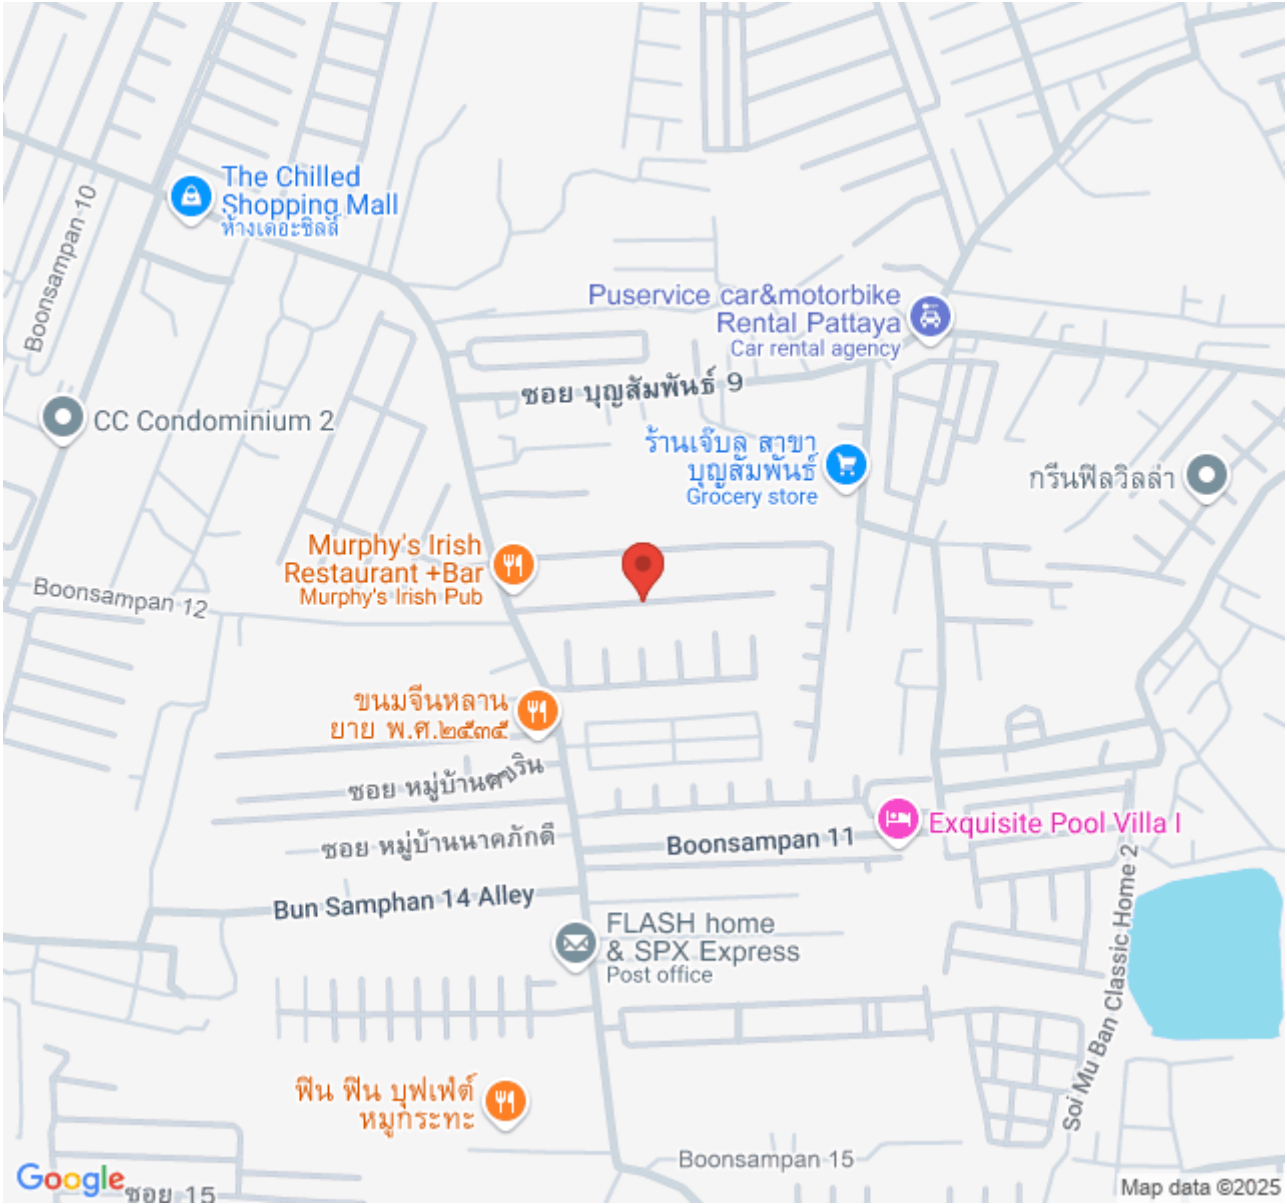 The Chilled
Shopping Mall
ห้างเดอะชิลล์
Boonsampan 10
Puservice car&motorbike
Rental Pattaya
Car rental agency
ซอย บุญสัมพันธ์ 9
CC Condominium 2
ร้านเจ๊บล สาขา
บุญสัมพันธ์
Grocery store
กรีนฟิลวิลล่า
Murphy's Irish
Restaurant +Bar
Murphy's Irish Pub
Boonsampan 12
ขนมจีนหลาน
ยาย พ.ศ.๒๕๓๕
ซอย หมู่บ้าน
ซอย หมู่บ้านนาคภักดี
Boonsampan 11
Exquisite Pool Villa I
Bun Samphan 14 Alley
FLASH home
& SPX Express
Post office
Soi Mu Ban Classic Home 2
ฟิน ฟิน บุฟเฟ่ต์
หมูกระทะ
Boonsampan 15
Google
ซอย 15
Map data ©2025